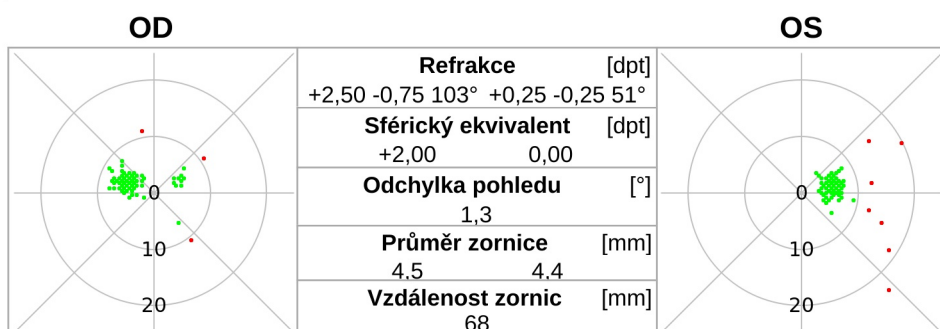 OD
OS
Refrakce [dpt]
+2,50 -0,75 103° +0,25 -0,25 51°
Sférický ekvivalent [dpt]
+2,00 0,00
Odchylka pohledu [°]
1,3
Průměr zornice [mm]
4,5 4,4
Vzdálenost zornic [mm]
68
0
10
20
0
10
20